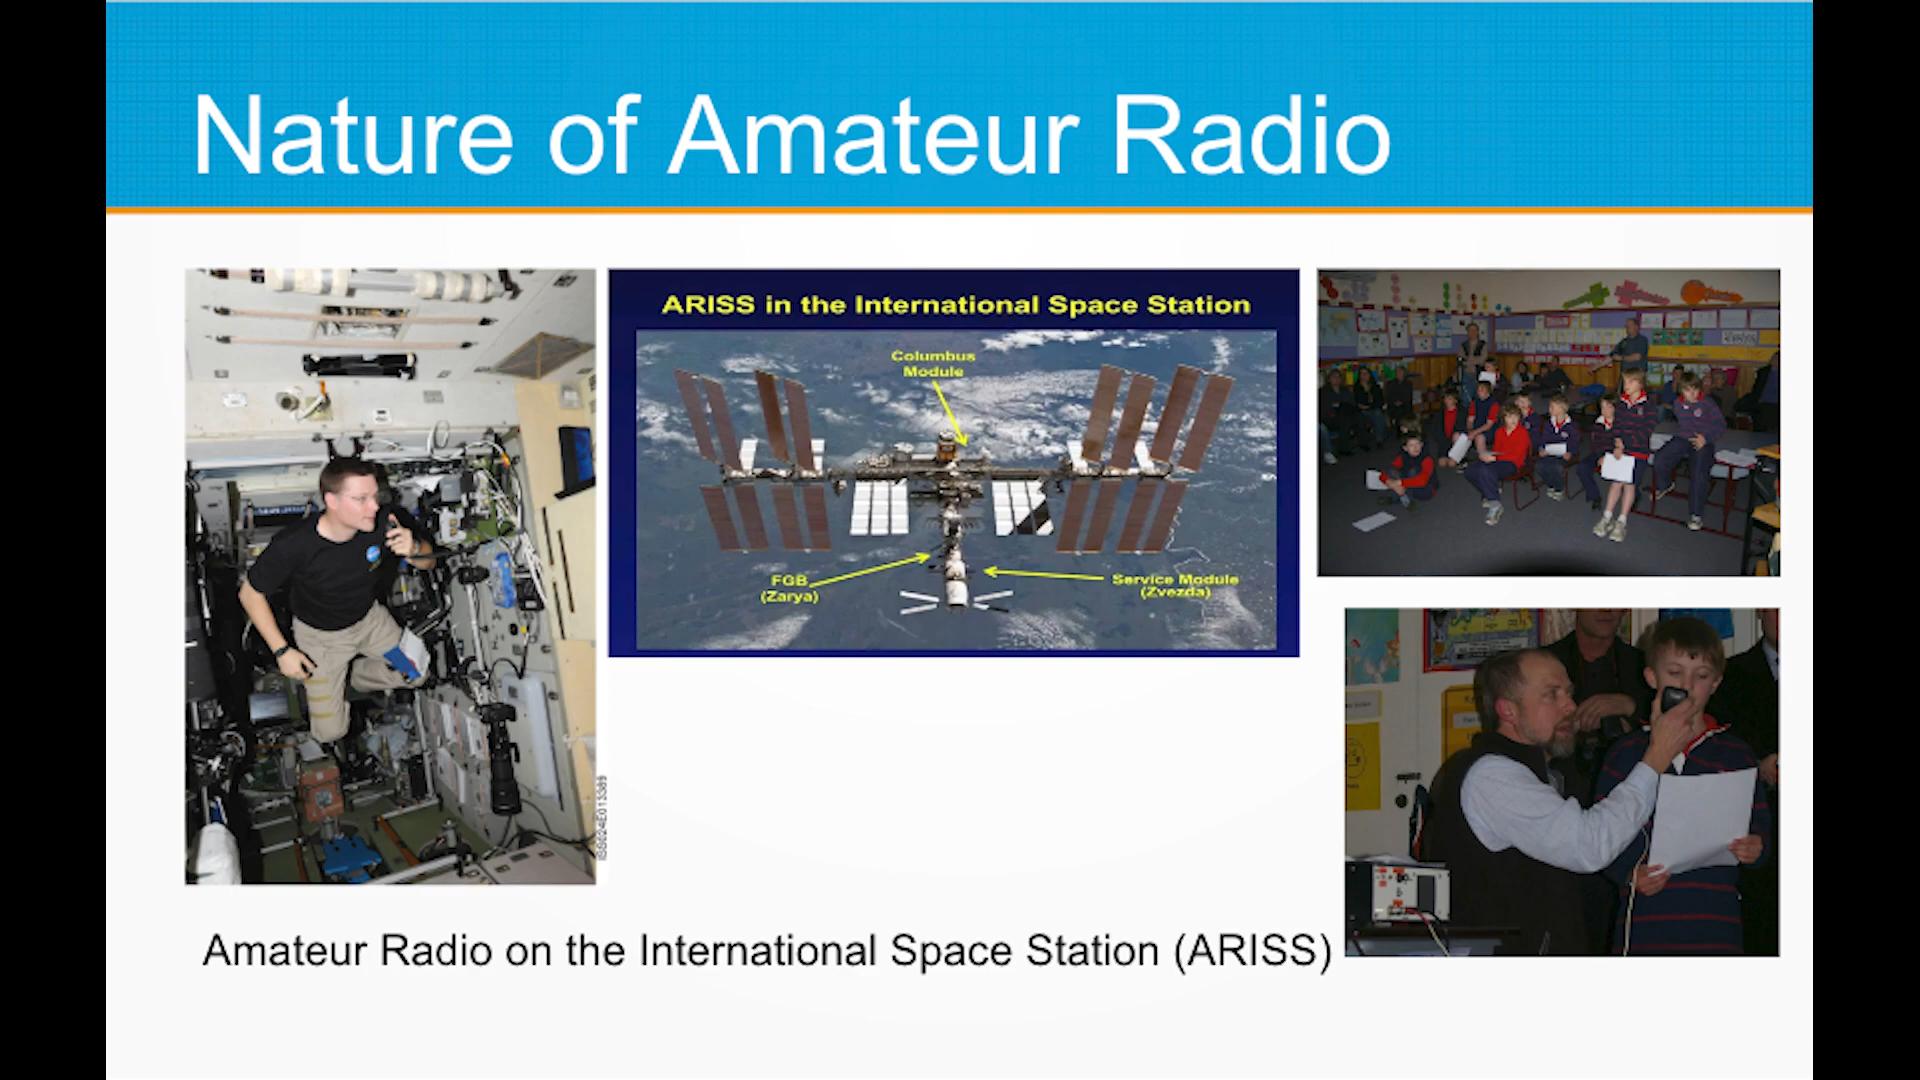 Nature of Amateur Radio
ARISS in the International Space Station
Columbus
Module
FGB
(Zarya)
Service Module
(Zvezda)
ISS024E013389
Amateur Radio on the International Space Station (ARISS)